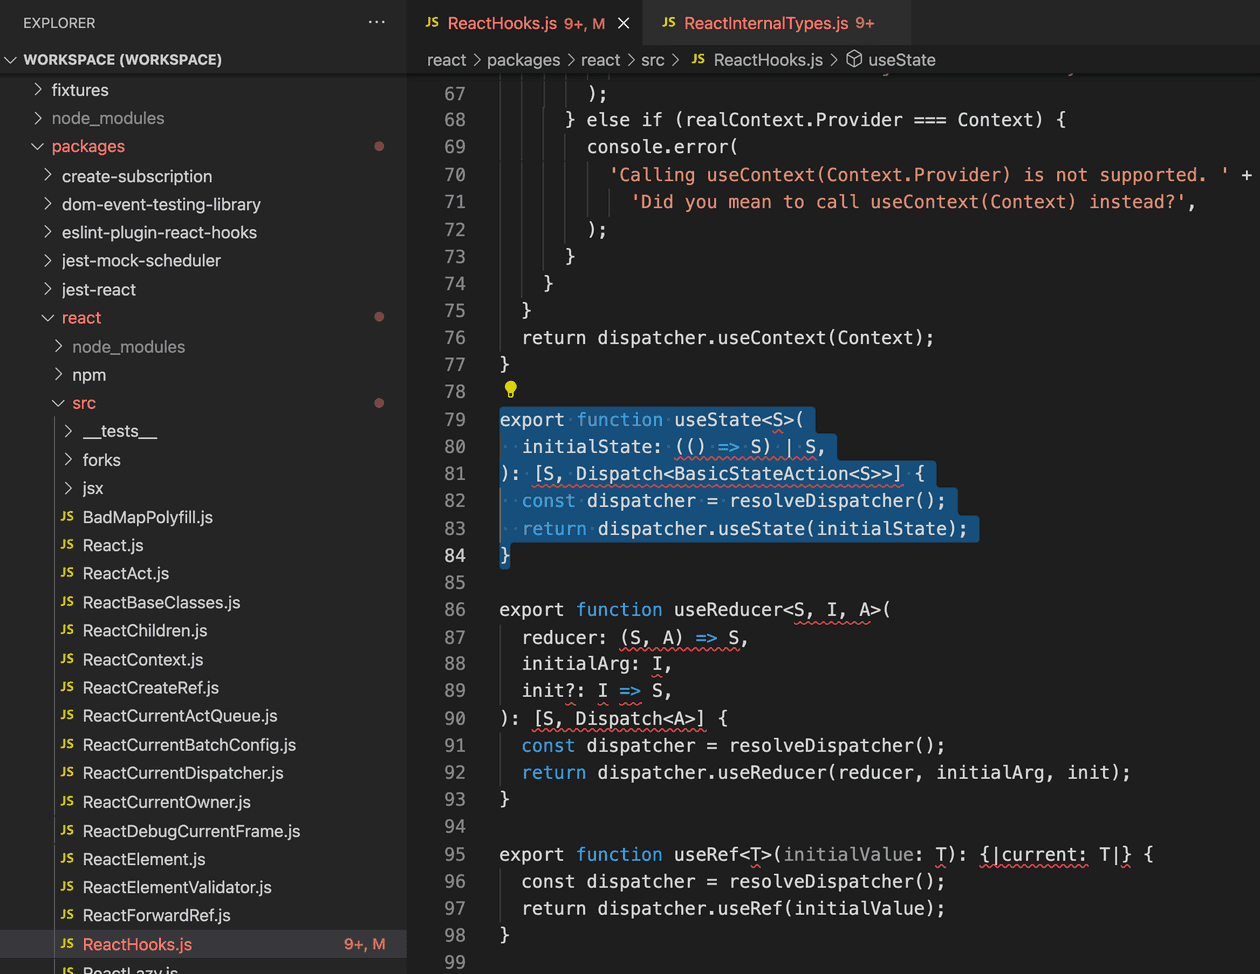 EXPLORER
···
WORKSPACE (WORKSPACE)
fixtures
node_modules
packages
create-subscription
dom-event-testing-library
eslint-plugin-react-hooks
jest-mock-scheduler
jest-react
react
node_modules
npm
src
__tests__
forks
jsx
JS BadMapPolyfill.js
JS React.js
JS ReactAct.js
JS ReactBaseClasses.js
JS ReactChildren.js
JS ReactContext.js
JS ReactCreateRef.js
JS ReactCurrentActQueue.js
JS ReactCurrentBatchConfig.js
JS ReactCurrentDispatcher.js
JS ReactCurrentOwner.js
JS ReactDebugCurrentFrame.js
JS ReactElement.js
JS ReactElementValidator.js
JS ReactForwardRef.js
JS ReactHooks.js 9+, M
JS ReactLazy.js
JS ReactHooks.js 9+, M
JS ReactInternalTypes.js 9+
react > packages > react > src > JS ReactHooks.js > useState
67 );
68 } else if (realContext.Provider === Context) {
69 console.error(
70 'Calling useContext(Context.Provider) is not supported. ' +
71 'Did you mean to call useContext(Context) instead?',
72 );
73 }
74 }
75 }
76 return dispatcher.useContext(Context);
77 }
78
79 export function useState<S>(
80 initialState: (() => S) | S,
81 ): [S, Dispatch<BasicStateAction<S>>] {
82 const dispatcher = resolveDispatcher();
83 return dispatcher.useState(initialState);
84 }
85
86 export function useReducer<S, I, A>(
87 reducer: (S, A) => S,
88 initialArg: I,
89 init?: I => S,
90 ): [S, Dispatch<A>] {
91 const dispatcher = resolveDispatcher();
92 return dispatcher.useReducer(reducer, initialArg, init);
93 }
94
95 export function useRef<T>(initialValue: T): {|current: T|} {
96 const dispatcher = resolveDispatcher();
97 return dispatcher.useRef(initialValue);
98 }
99